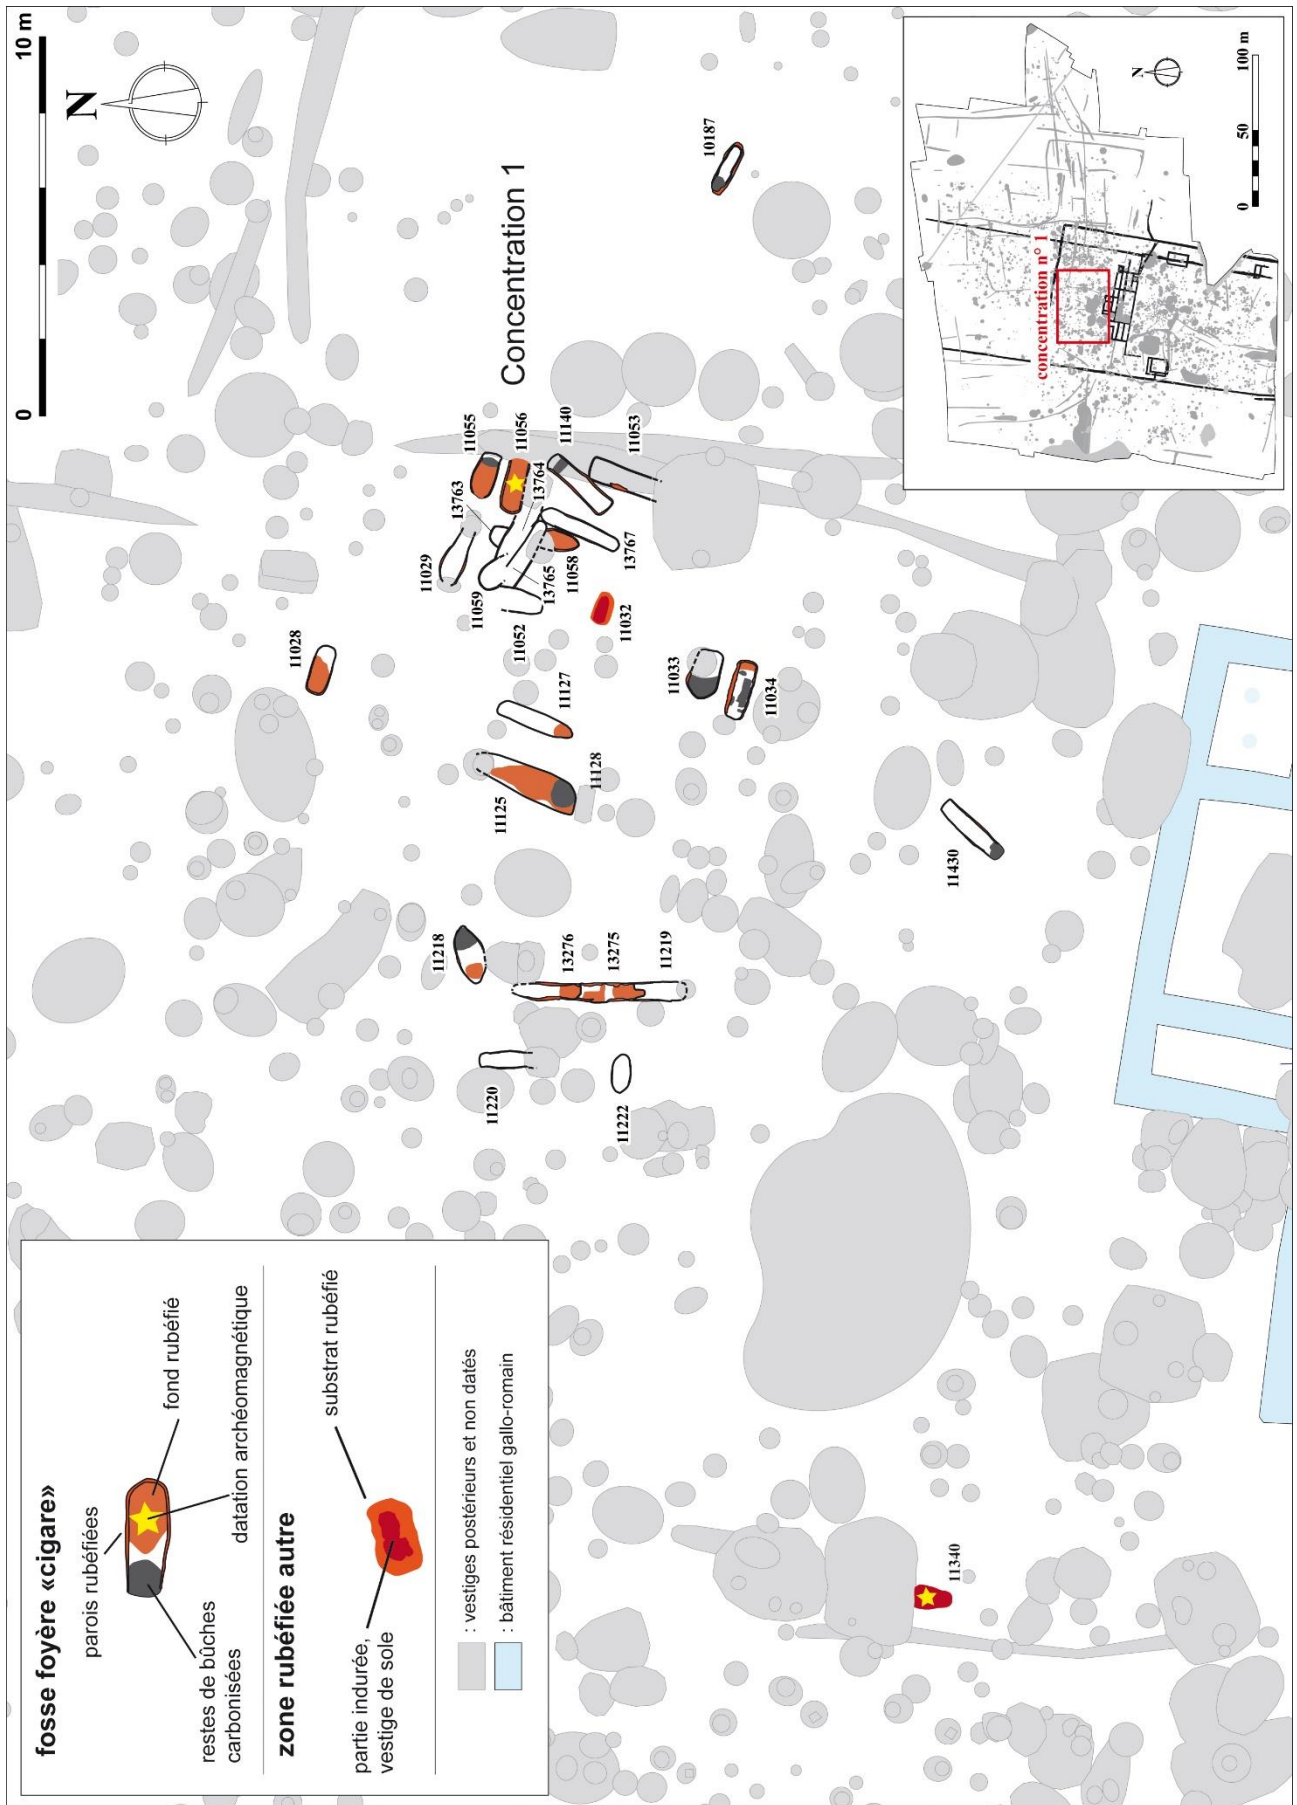 fosse foyère «cigare»
parois rubéfiées
fond rubéfié
datation archéomagnétique
restes de bûches
carbonisées
zone rubéfiée autre
substrat rubéfié
partie indurée,
vestige de sole
: vestiges postérieurs et non datés
: bâtiment résidentiel gallo-romain
0
10 m
N
Concentration 1
10187
11028
11029
13763
11055
11056
13764
11140
11053
11059
11052
13765
11058
13767
11032
11033
11034
11127
11125
11128
11430
11218
13276
13275
11219
11220
11222
11340
concentration n° 1
N
0
50
100 m